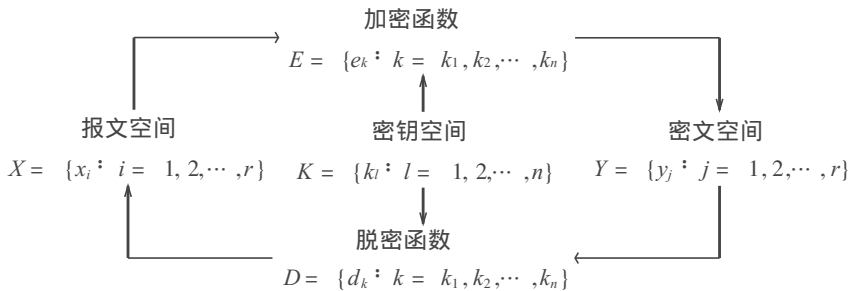 加密函数
E = {e_k : k = k_1, k_2, ⋯, k_n}
报文空间 密钥空间 密文空间
X = {x_i : i = 1, 2, ⋯, r} K = {k_l : l = 1, 2, ⋯, n} Y = {y_j : j = 1, 2, ⋯, r}
脱密函数
D = {d_k : k = k_1, k_2, ⋯, k_n}